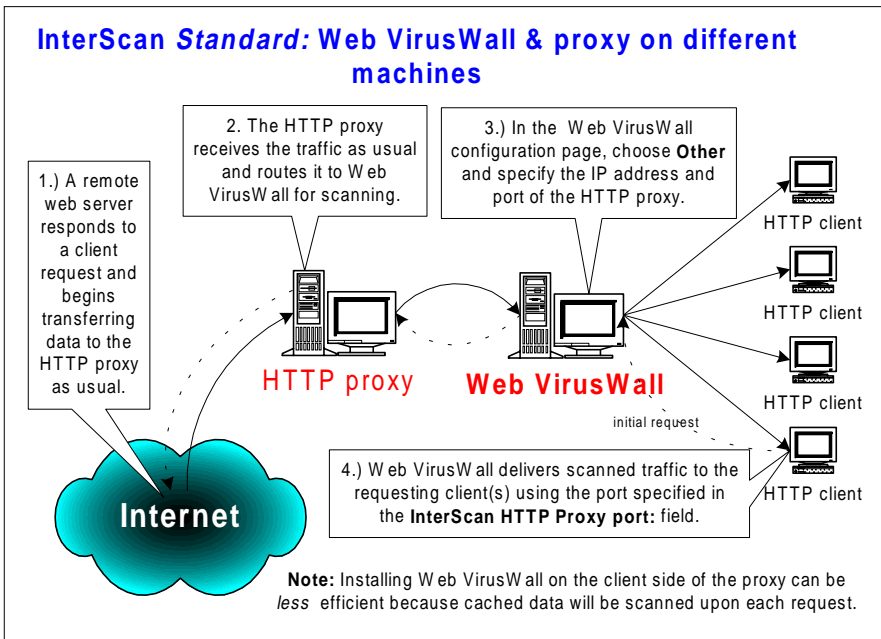 InterScan Standard: Web VirusWall & proxy on different
machines
1.) A remote
web server
responds to
a client
request and
begins
transferring
data to the
HTTP proxy
as usual.
2. The HTTP proxy
receives the traffic as usual
and routes it to Web
VirusWall for scanning.
3.) In the Web VirusWall
configuration page, choose Other
and specify the IP address and
port of the HTTP proxy.
HTTP client
HTTP client
HTTP client
HTTP client
HTTP proxy
Web VirusWall
initial request
4.) Web VirusWall delivers scanned traffic to the
requesting client(s) using the port specified in
the InterScan HTTP Proxy port: field.
Internet
Note: Installing Web VirusWall on the client side of the proxy can be
less efficient because cached data will be scanned upon each request.